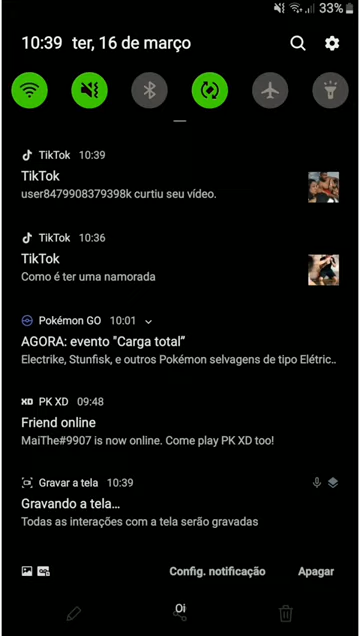 33%
10:39 ter, 16 de março
TikTok 10:39
TikTok
user8479908379398k curtiu seu vídeo.
TikTok 10:36
TikTok
Como é ter uma namorada
Pokémon GO 10:01
AGORA: evento "Carga total"
Electrike, Stunfisk, e outros Pokémon selvagens de tipo Elétric..
XD PK XD 09:48
Friend online
MaiThe#9907 is now online. Come play PK XD too!
Gravar a tela 10:39
Gravando a tela...
Todas as interações com a tela serão gravadas
Config. notificação Apagar
Oi